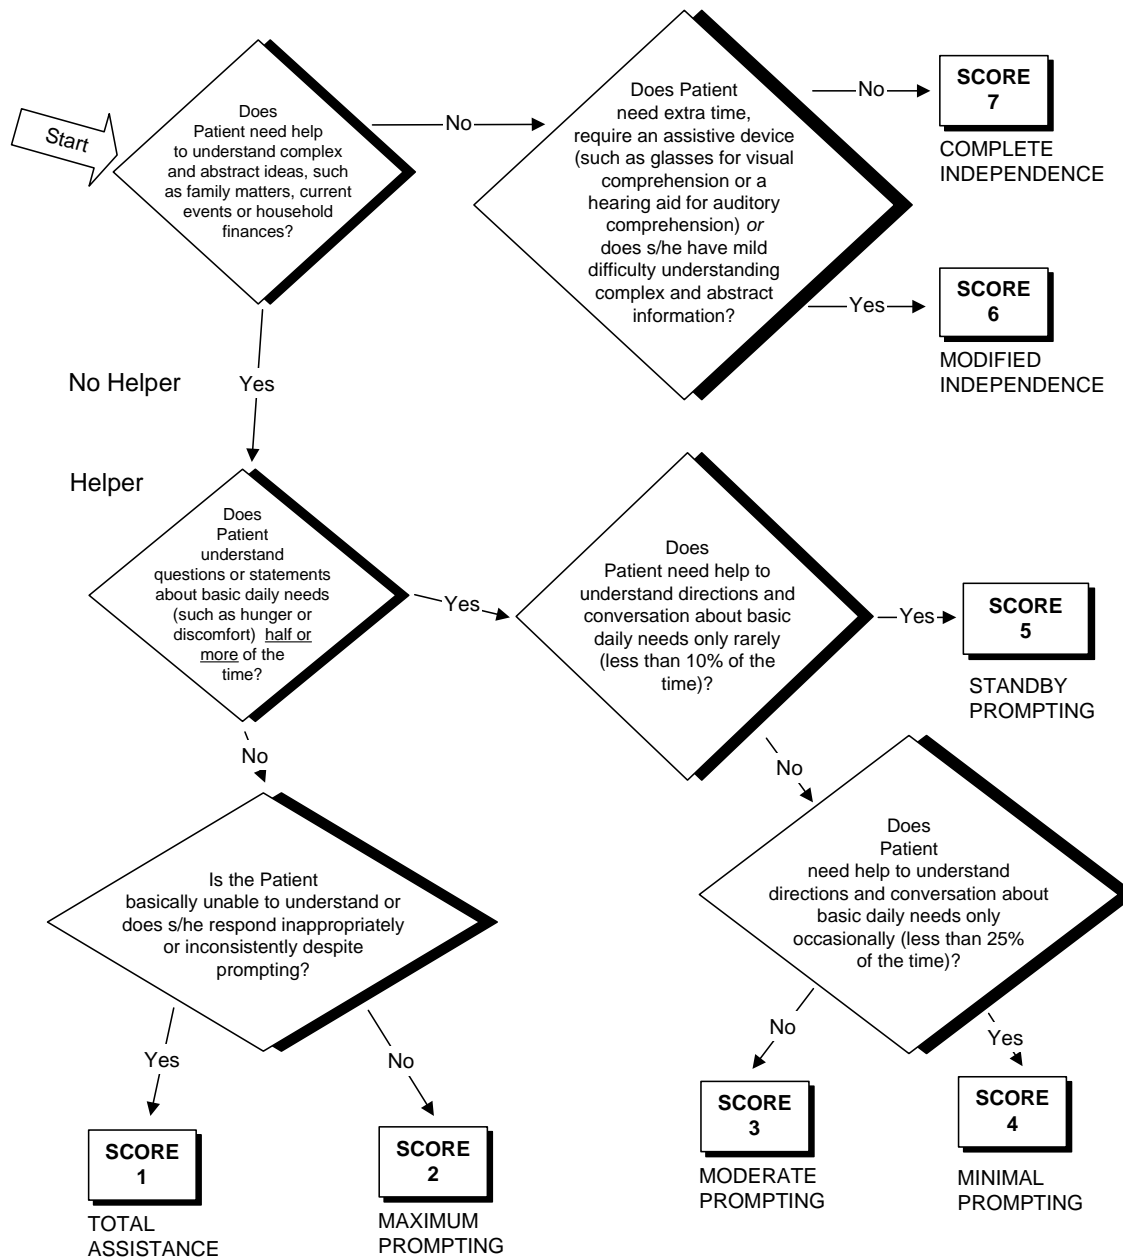 Start
Does
Patient need help
to understand complex
and abstract ideas, such
as family matters, current
events or household
finances?
No
Does Patient
need extra time,
require an assistive device
(such as glasses for visual
comprehension or a
hearing aid for auditory
comprehension) or
does s/he have mild
difficulty understanding
complex and abstract
information?
No
SCORE
7
COMPLETE
INDEPENDENCE
Yes
SCORE
6
MODIFIED
INDEPENDENCE
No Helper
Yes
Helper
Does
Patient
understand
questions or statements
about basic daily needs
(such as hunger or
discomfort) half or
more of the
time?
Yes
Does
Patient need help to
understand directions and
conversation about basic
daily needs only rarely
(less than 10% of the
time)?
Yes
SCORE
5
STANDBY
PROMPTING
No
No
Is the Patient
basically unable to understand or
does s/he respond inappropriately
or inconsistently despite
prompting?
Does
Patient
need help to understand
directions and conversation about
basic daily needs only
occasionally (less than 25%
of the time)?
Yes
No
No
Yes
SCORE
1
TOTAL
ASSISTANCE
SCORE
2
MAXIMUM
PROMPTING
SCORE
3
MODERATE
PROMPTING
SCORE
4
MINIMAL
PROMPTING